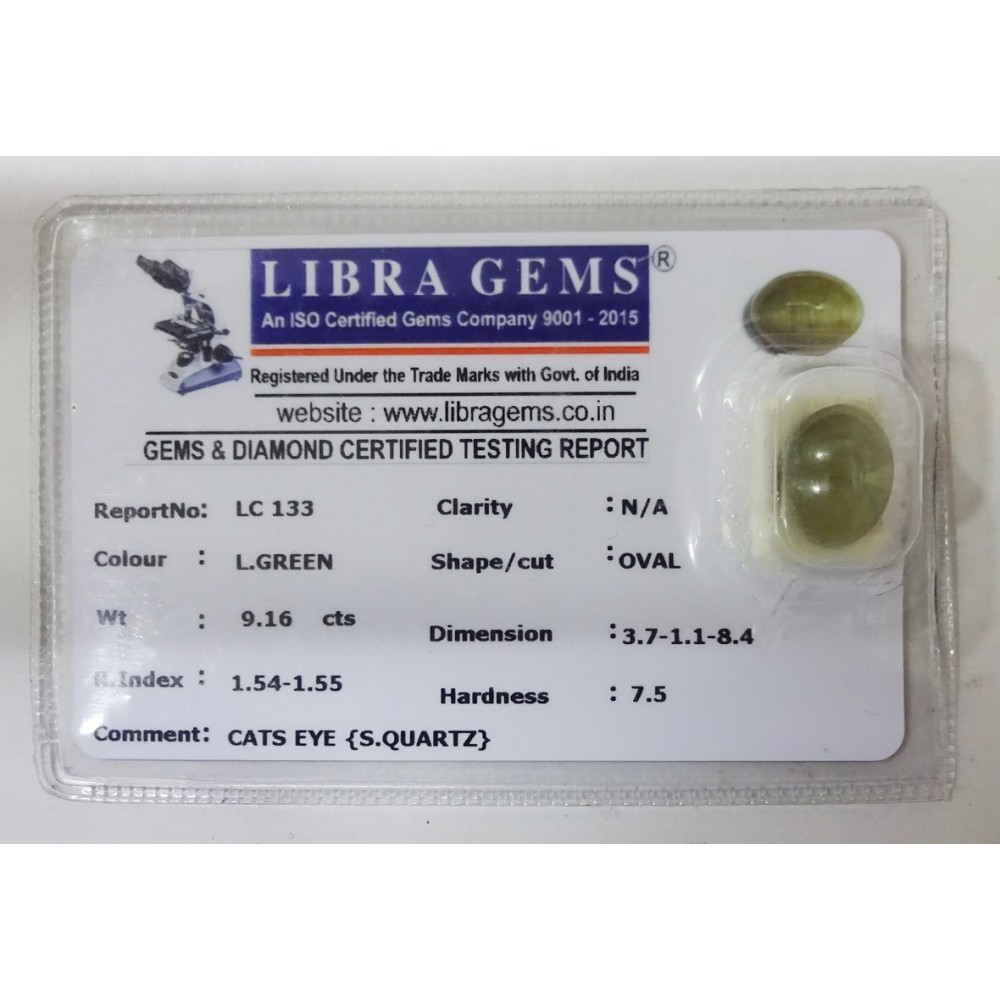 LIBRA GEMS ®
An ISO Certified Gems Company 9001 - 2015
Registered Under the Trade Marks with Govt. of India
website : www.libragems.co.in
GEMS & DIAMOND CERTIFIED TESTING REPORT
ReportNo: LC 133 Clarity : N/A
Colour : L.GREEN Shape/cut : OVAL
Wt : 9.16 cts Dimension : 3.7-1.1-8.4
R.Index : 1.54-1.55 Hardness : 7.5
Comment: CATS EYE {S.QUARTZ}